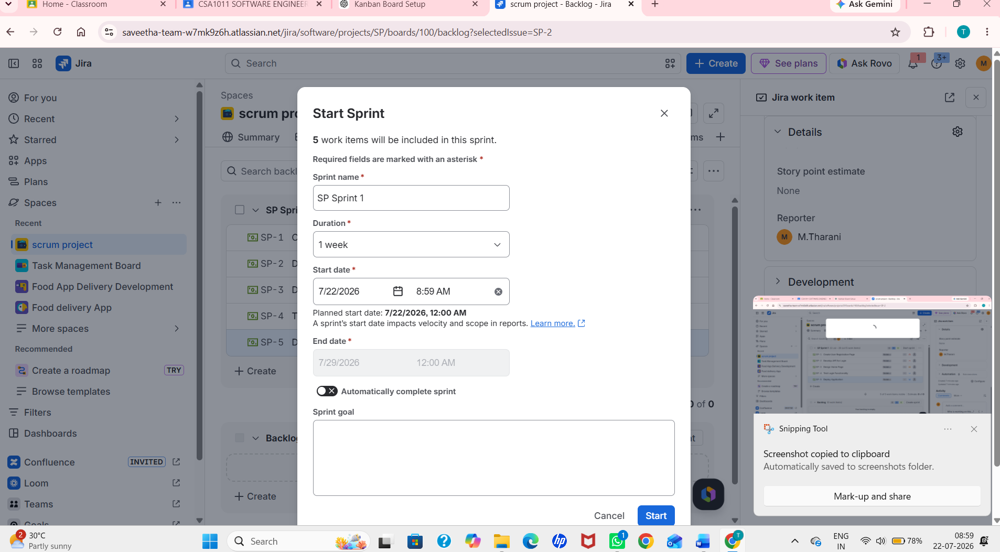 Home - Classroom
CSA1011 SOFTWARE ENGINEER
Kanban Board Setup
scrum project - Backlog - Jira
Ask Gemini
saveetha-team-w7mk9z6h.atlassian.net/jira/software/projects/SP/boards/100/backlog?selectedIssue=SP-2
T
Jira
Search
Create
See plans
Ask Rovo
1
3+
M
For you
Recent
Starred
Apps
Plans
Spaces
Recent
scrum project
Task Management Board
Food App Delivery Development
Food delivery App
More spaces
Recommended
Create a roadmap
TRY
Browse templates
Filters
Dashboards
Confluence
INVITED
Loom
Teams
Goals
Spaces
scrum pro
Summary
ms
Search backl
SP Spri
SP-1
SP-2
SP-3
SP-4
SP-5
Create
of 0
Backlog
Create
Start Sprint
5 work items will be included in this sprint.
Required fields are marked with an asterisk *
Sprint name *
SP Sprint 1
Duration *
1 week
Start date *
7/22/2026 8:59 AM
Planned start date: 7/22/2026, 12:00 AM
A sprint's start date impacts velocity and scope in reports. Learn more.
End date *
7/29/2026 12:00 AM
Automatically complete sprint
Sprint goal
Cancel
Start
Jira work item
Details
Story point estimate
None
Reporter
M M.Tharani
Development
Snipping Tool
Screenshot copied to clipboard
Automatically saved to screenshots folder.
Mark-up and share
2
30°C
Partly sunny
Search
hp
1
T
ENG
IN
78%
08:59
22-07-2026